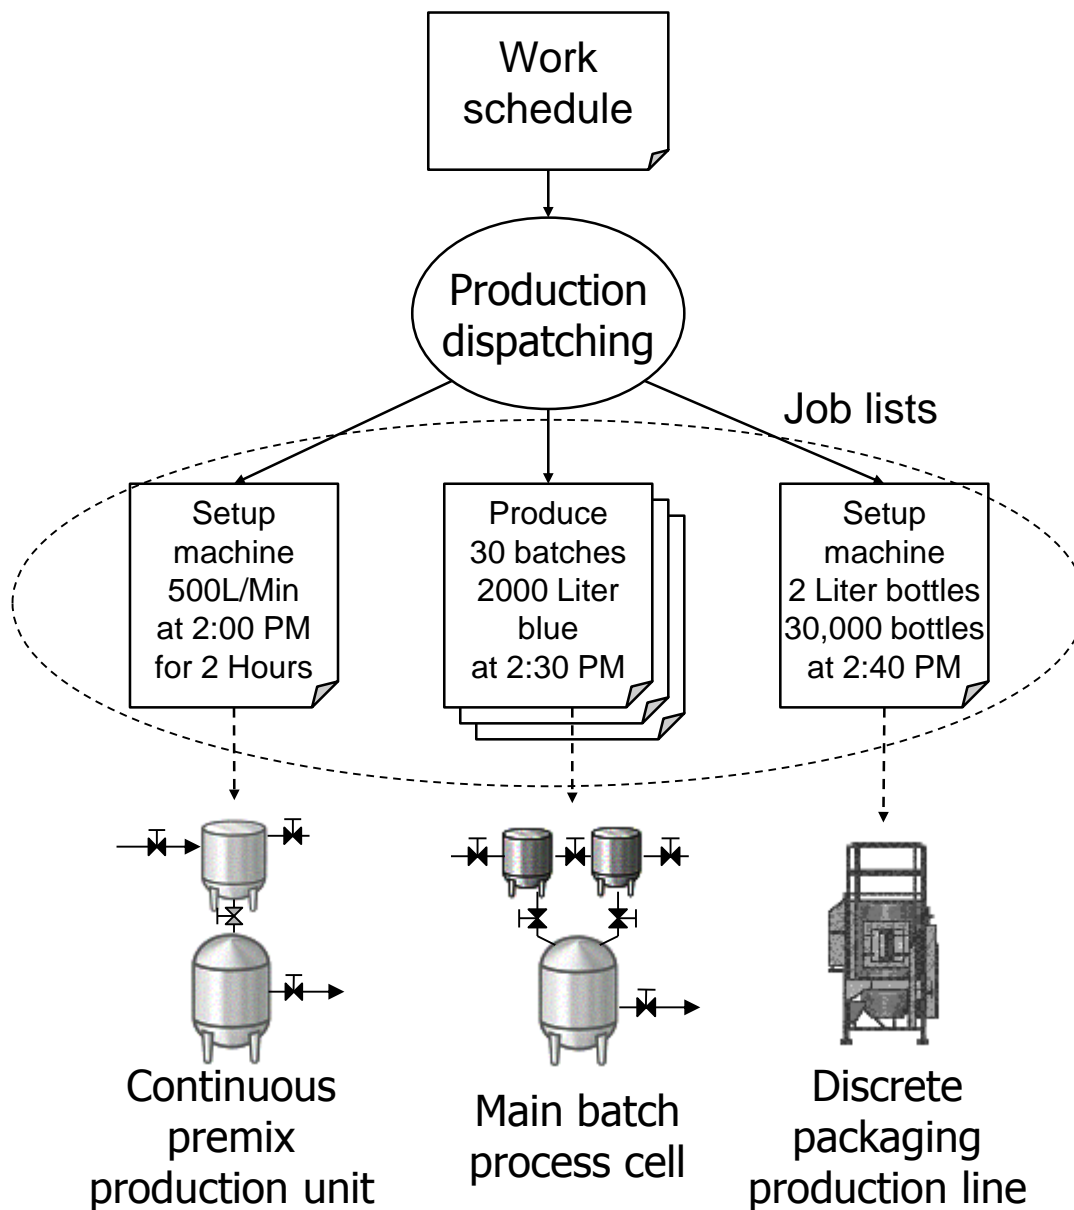 Work
schedule
Production
dispatching
Job lists
Setup
machine
500L/Min
at 2:00 PM
for 2 Hours
Produce
30 batches
2000 Liter
blue
at 2:30 PM
Setup
machine
2 Liter bottles
30,000 bottles
at 2:40 PM
Continuous
premix
production unit
Main batch
process cell
Discrete
packaging
production line